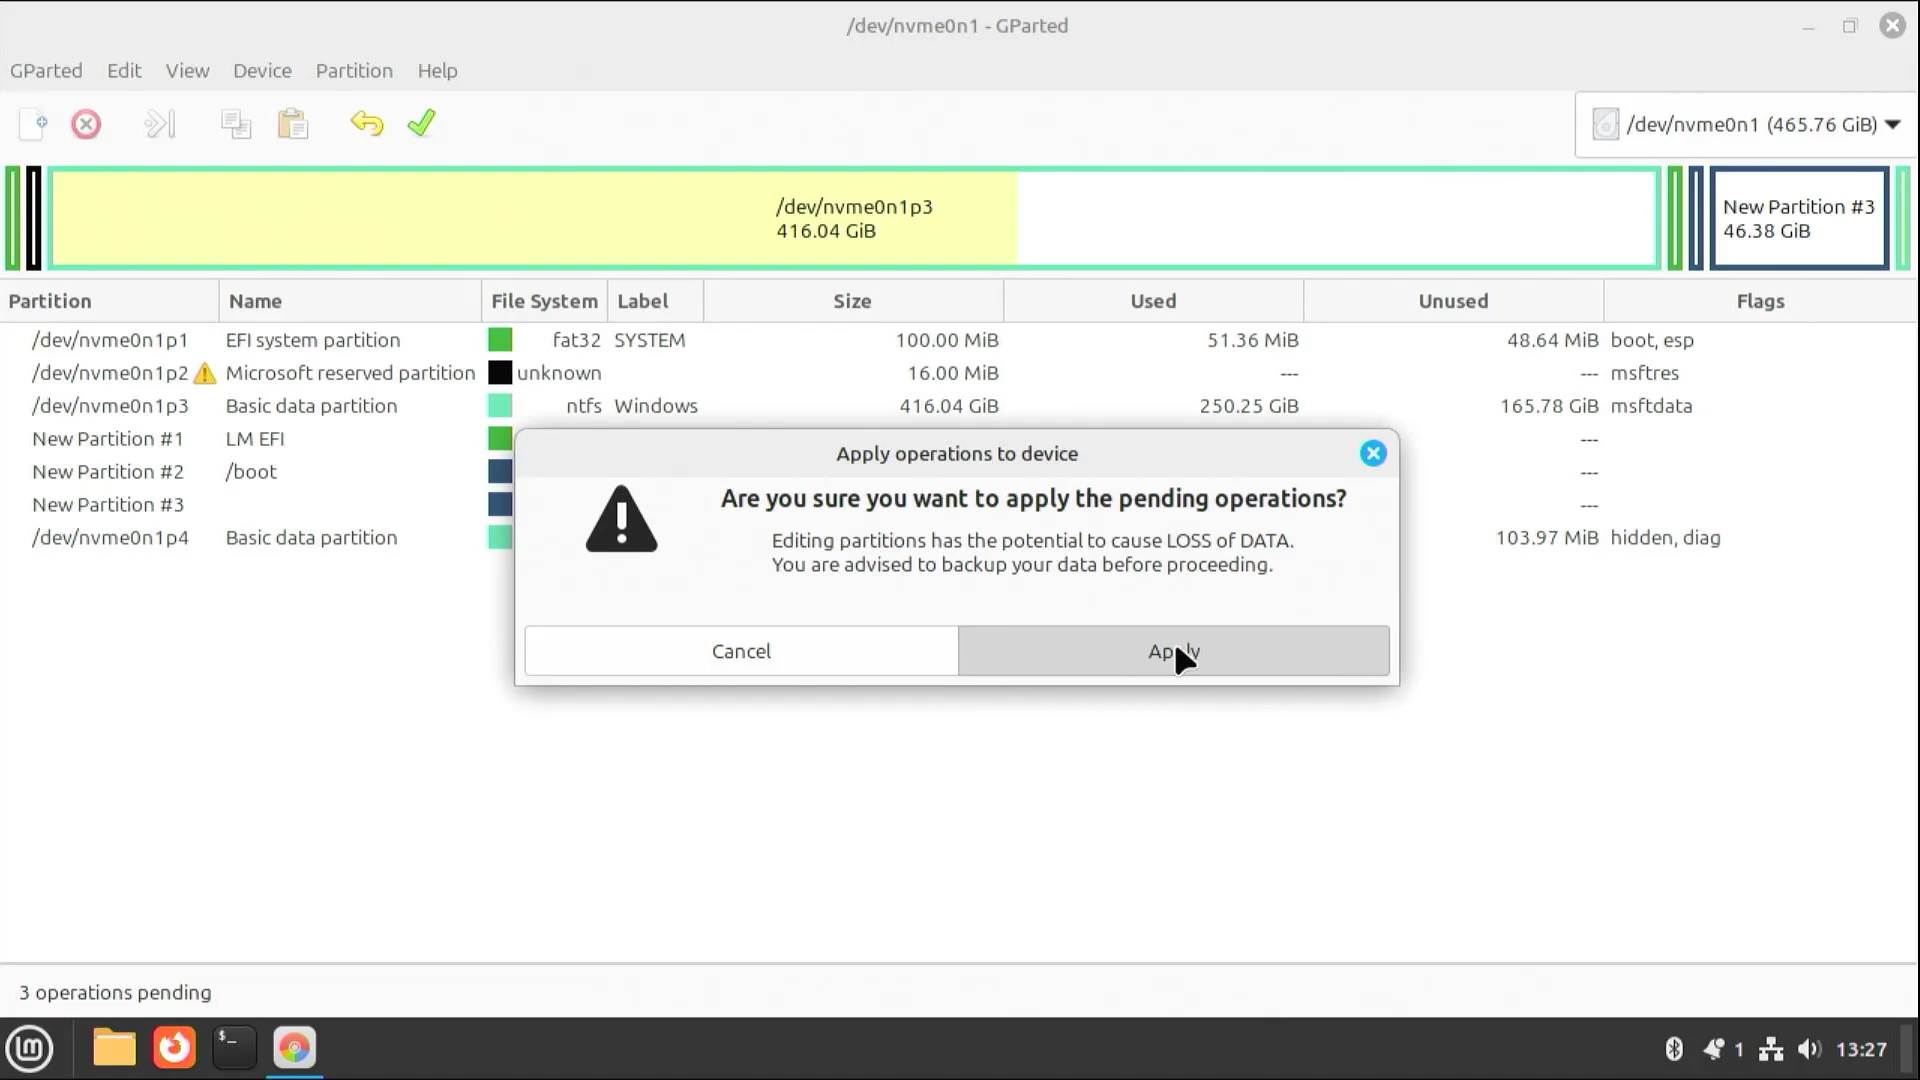 /dev/nvme0n1 - GParted
GParted Edit View Device Partition Help
/dev/nvme0n1 (465.76 GiB)
/dev/nvme0n1p3
416.04 GiB
New Partition #3
46.38 GiB
Partition Name File System Label Size Used Unused Flags
/dev/nvme0n1p1 EFI system partition fat32 SYSTEM 100.00 MiB 51.36 MiB 48.64 MiB boot, esp
/dev/nvme0n1p2 Microsoft reserved partition unknown 16.00 MiB --- --- msftres
/dev/nvme0n1p3 Basic data partition ntfs Windows 416.04 GiB 250.25 GiB 165.78 GiB msftdata
New Partition #1 LM EFI ---
New Partition #2 /boot ---
New Partition #3 ---
/dev/nvme0n1p4 Basic data partition 103.97 MiB hidden, diag
Apply operations to device
Are you sure you want to apply the pending operations?
Editing partitions has the potential to cause LOSS of DATA.
You are advised to backup your data before proceeding.
Cancel Apply
3 operations pending
$_
1 13:27